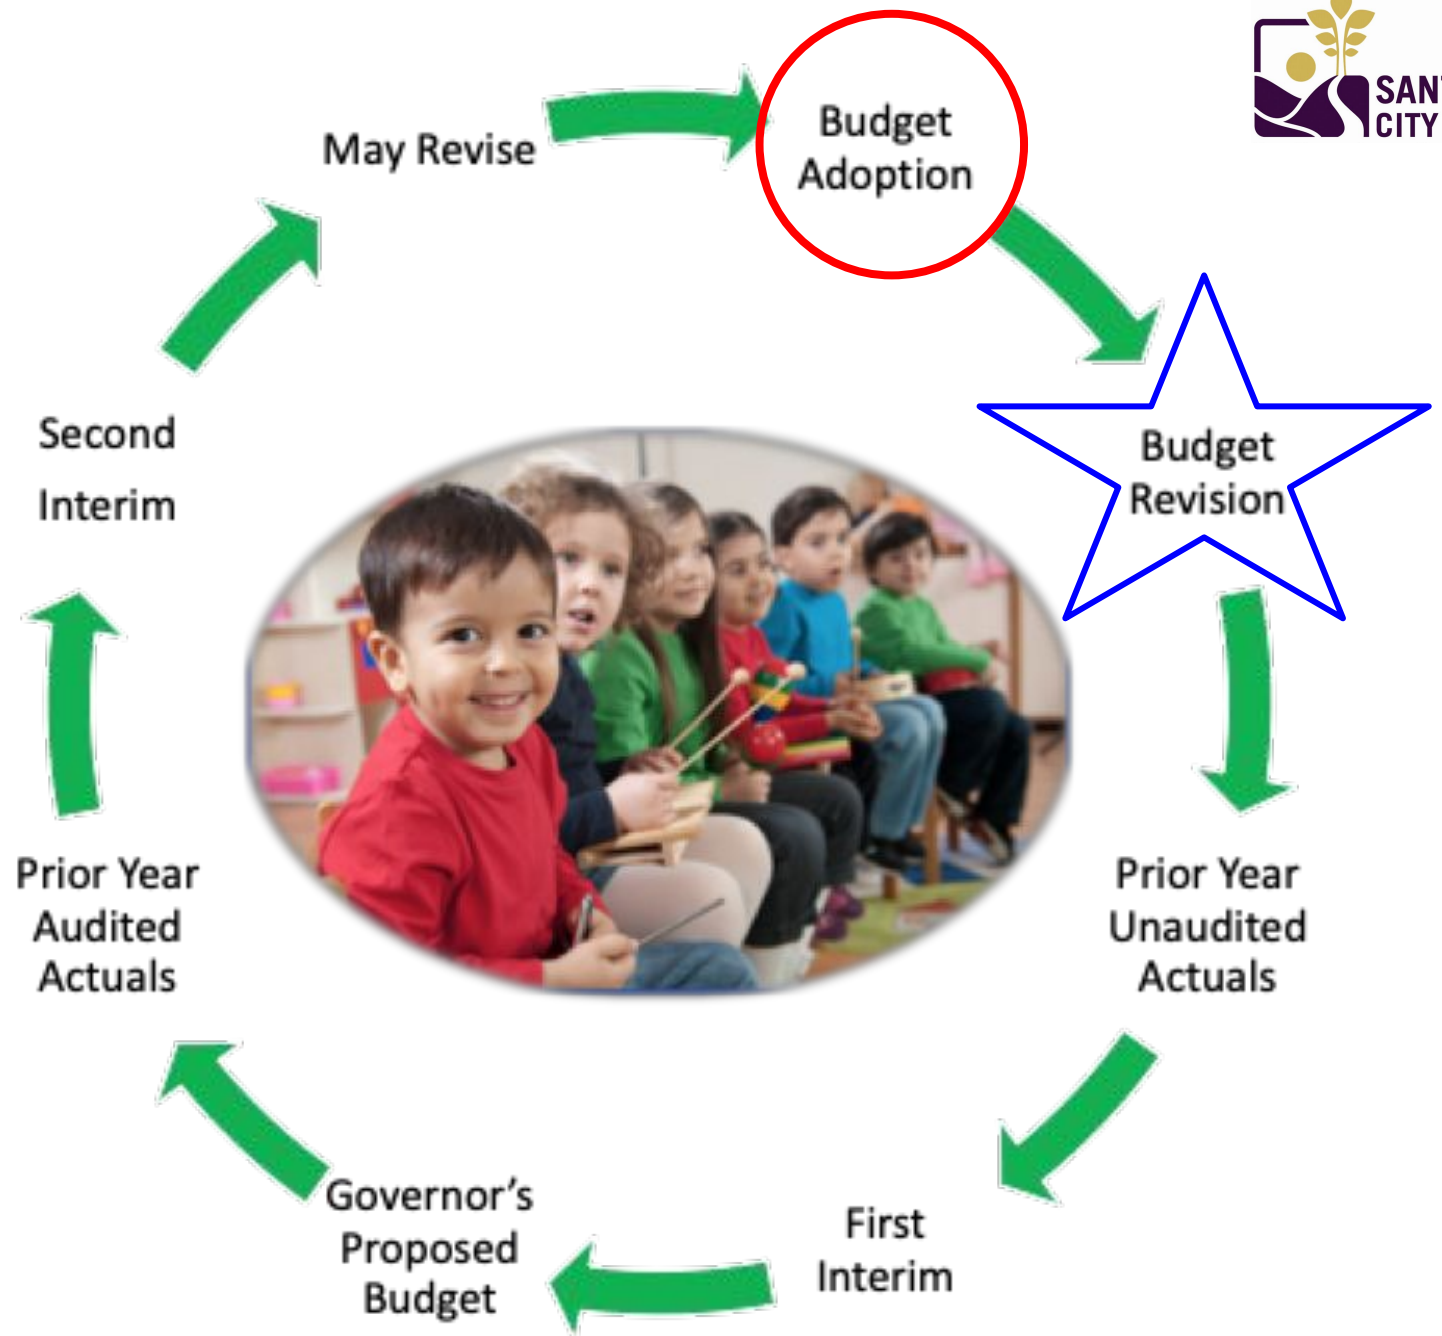 SAN
CITY
May Revise
Budget
Adoption
Budget
Revision
Prior Year
Unaudited
Actuals
First
Interim
Governor's
Proposed
Budget
Prior Year
Audited
Actuals
Second
Interim